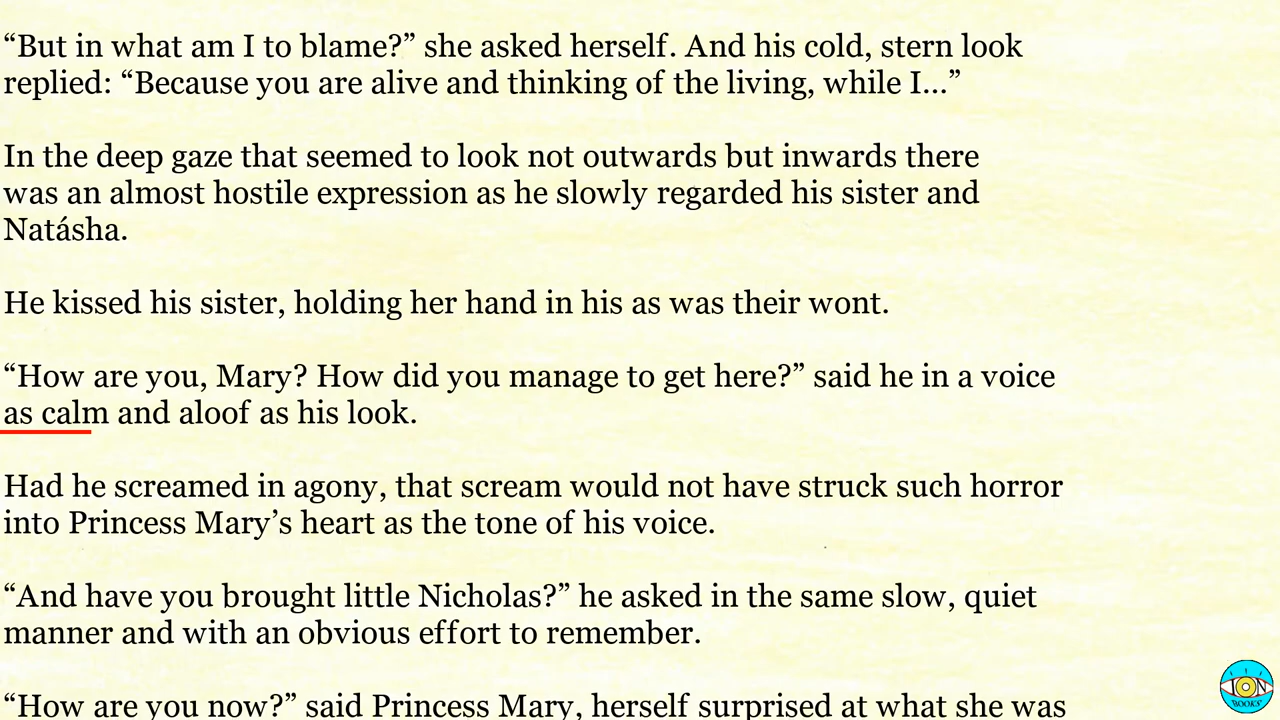 “But in what am I to blame?” she asked herself. And his cold, stern look
replied: “Because you are alive and thinking of the living, while I...”
In the deep gaze that seemed to look not outwards but inwards there
was an almost hostile expression as he slowly regarded his sister and
Natásha.
He kissed his sister, holding her hand in his as was their wont.
“How are you, Mary? How did you manage to get here?” said he in a voice
as calm and aloof as his look.
Had he screamed in agony, that scream would not have struck such horror
into Princess Mary’s heart as the tone of his voice.
“And have you brought little Nicholas?” he asked in the same slow, quiet
manner and with an obvious effort to remember.
“How are you now?” said Princess Mary, herself surprised at what she was
ION
BOOKS